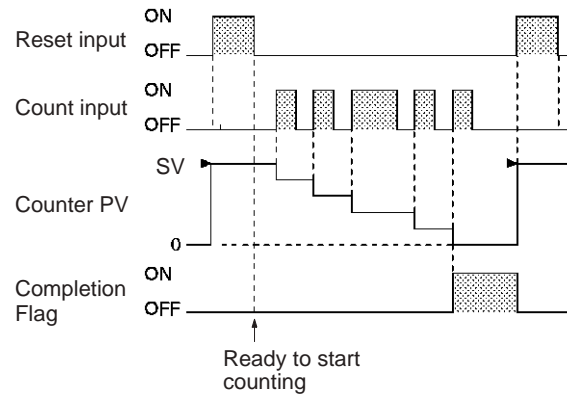 ON
Reset input
OFF
ON
Count input
OFF
SV
Counter PV
0
ON
Completion
Flag
OFF
Ready to start
counting